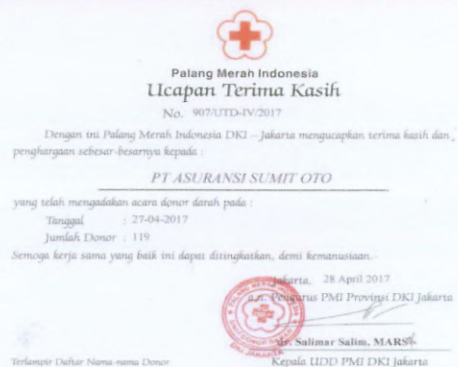 Palang Merah Indonesia
Ucapan Terima Kasih
No. 907/UTD-IV/2017
Dengan ini Palang Merah Indonesia DKI – Jakarta mengucapkan terima kasih dan
penghargaan sebesar-besarnya kepada :
PT ASURANSI SUMIT OTO
yang telah mengadakan acara donor darah pada :
Tanggal : 27-04-2017
Jumlah Donor : 119
Semoga kerja sama yang baik ini dapat ditingkatkan, demi kemanusiaan.-
Jakarta, 28 April 2017
a.n. Pengurus PMI Provinsi DKI Jakarta
dr. Salimar Salim, MARS
Terlampir Daftar Nama-nama Donor
Kepala UDD PMI DKI Jakarta